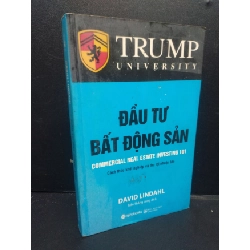 TRUMP
UNIVERSITY
ĐẦU TƯ
BẤT ĐỘNG SẢN
COMMERCIAL REAL ESTATE INVESTING 101
DAVID LINDAHL